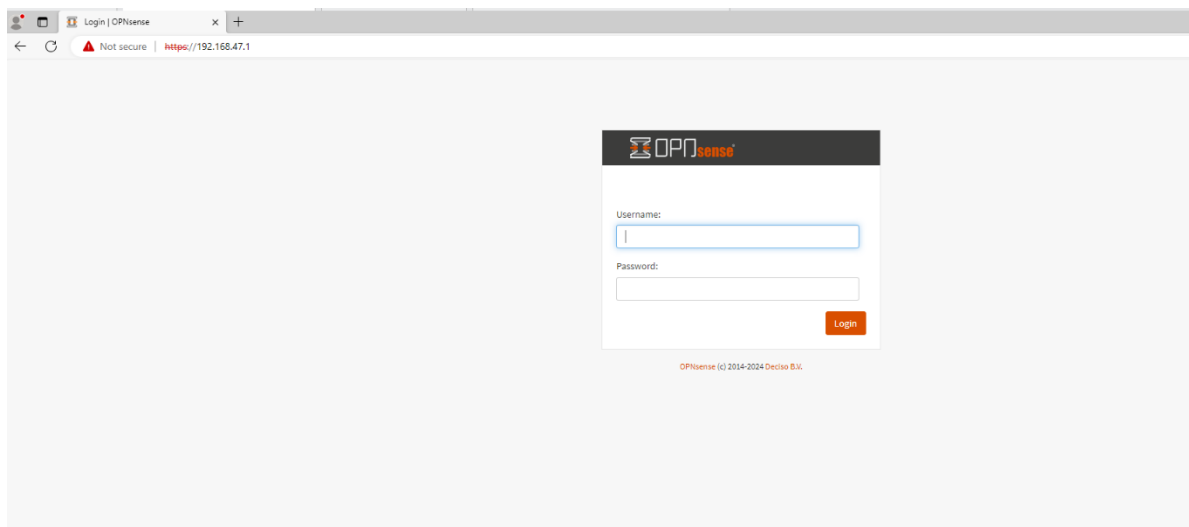 Login | OPNsense
Not secure | https://192.168.47.1
OPNsense
Username:
Password:
Login
OPNsense (c) 2014-2024 Deciso B.V.